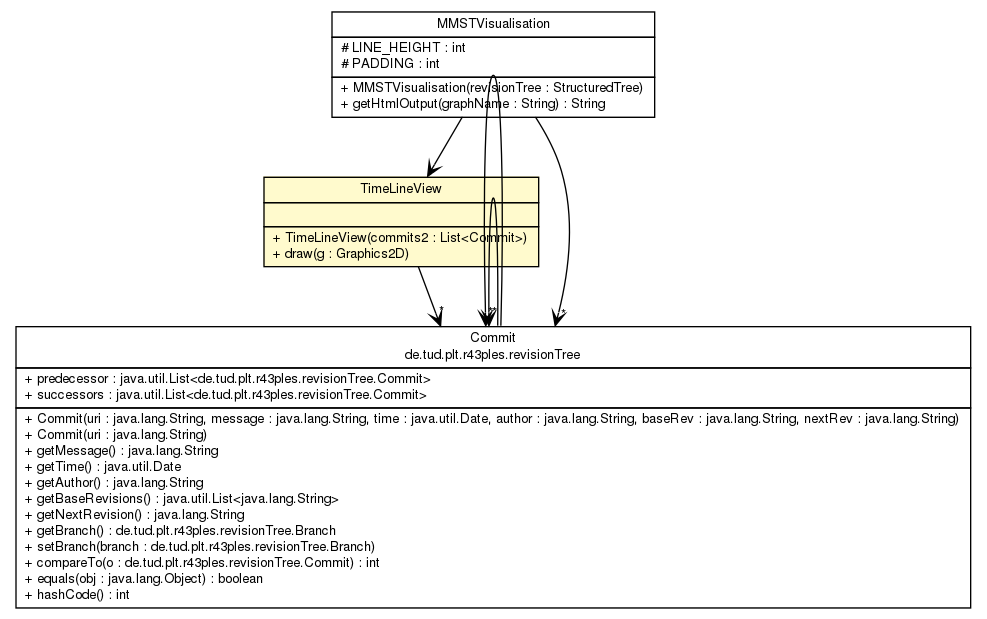 MMSTVisualisation
# LINE_HEIGHT : int
# PADDING : int
+ MMSTVisualisation(revisionTree : StructuredTree)
+ getHtmlOutput(graphName : String) : String
TimeLineView
+ TimeLineView(commits2 : List<Commit>)
+ draw(g : Graphics2D)
* ** *
Commit
de.tud.plt.r43ples.revisionTree
+ predecessor : java.util.List<de.tud.plt.r43ples.revisionTree.Commit>
+ successors : java.util.List<de.tud.plt.r43ples.revisionTree.Commit>
+ Commit(uri : java.lang.String, message : java.lang.String, time : java.util.Date, author : java.lang.String, baseRev : java.lang.String, nextRev : java.lang.String)
+ Commit(uri : java.lang.String)
+ getMessage() : java.lang.String
+ getTime() : java.util.Date
+ getAuthor() : java.lang.String
+ getBaseRevisions() : java.util.List<java.lang.String>
+ getNextRevision() : java.lang.String
+ getBranch() : de.tud.plt.r43ples.revisionTree.Branch
+ setBranch(branch : de.tud.plt.r43ples.revisionTree.Branch)
+ compareTo(o : de.tud.plt.r43ples.revisionTree.Commit) : int
+ equals(obj : java.lang.Object) : boolean
+ hashCode() : int